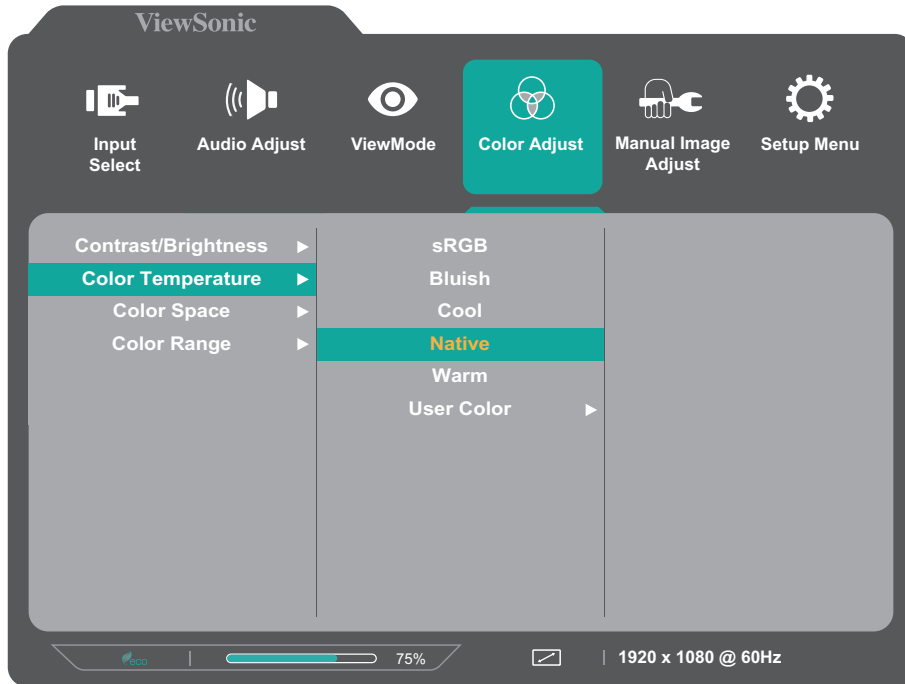 ViewSonic
Input
Select
Audio Adjust
ViewMode
Color Adjust
Manual Image
Adjust
Setup Menu
Contrast/Brightness
Color Temperature
Color Space
Color Range
sRGB
Bluish
Cool
Native
Warm
User Color
eco
75%
1920 x 1080 @ 60Hz